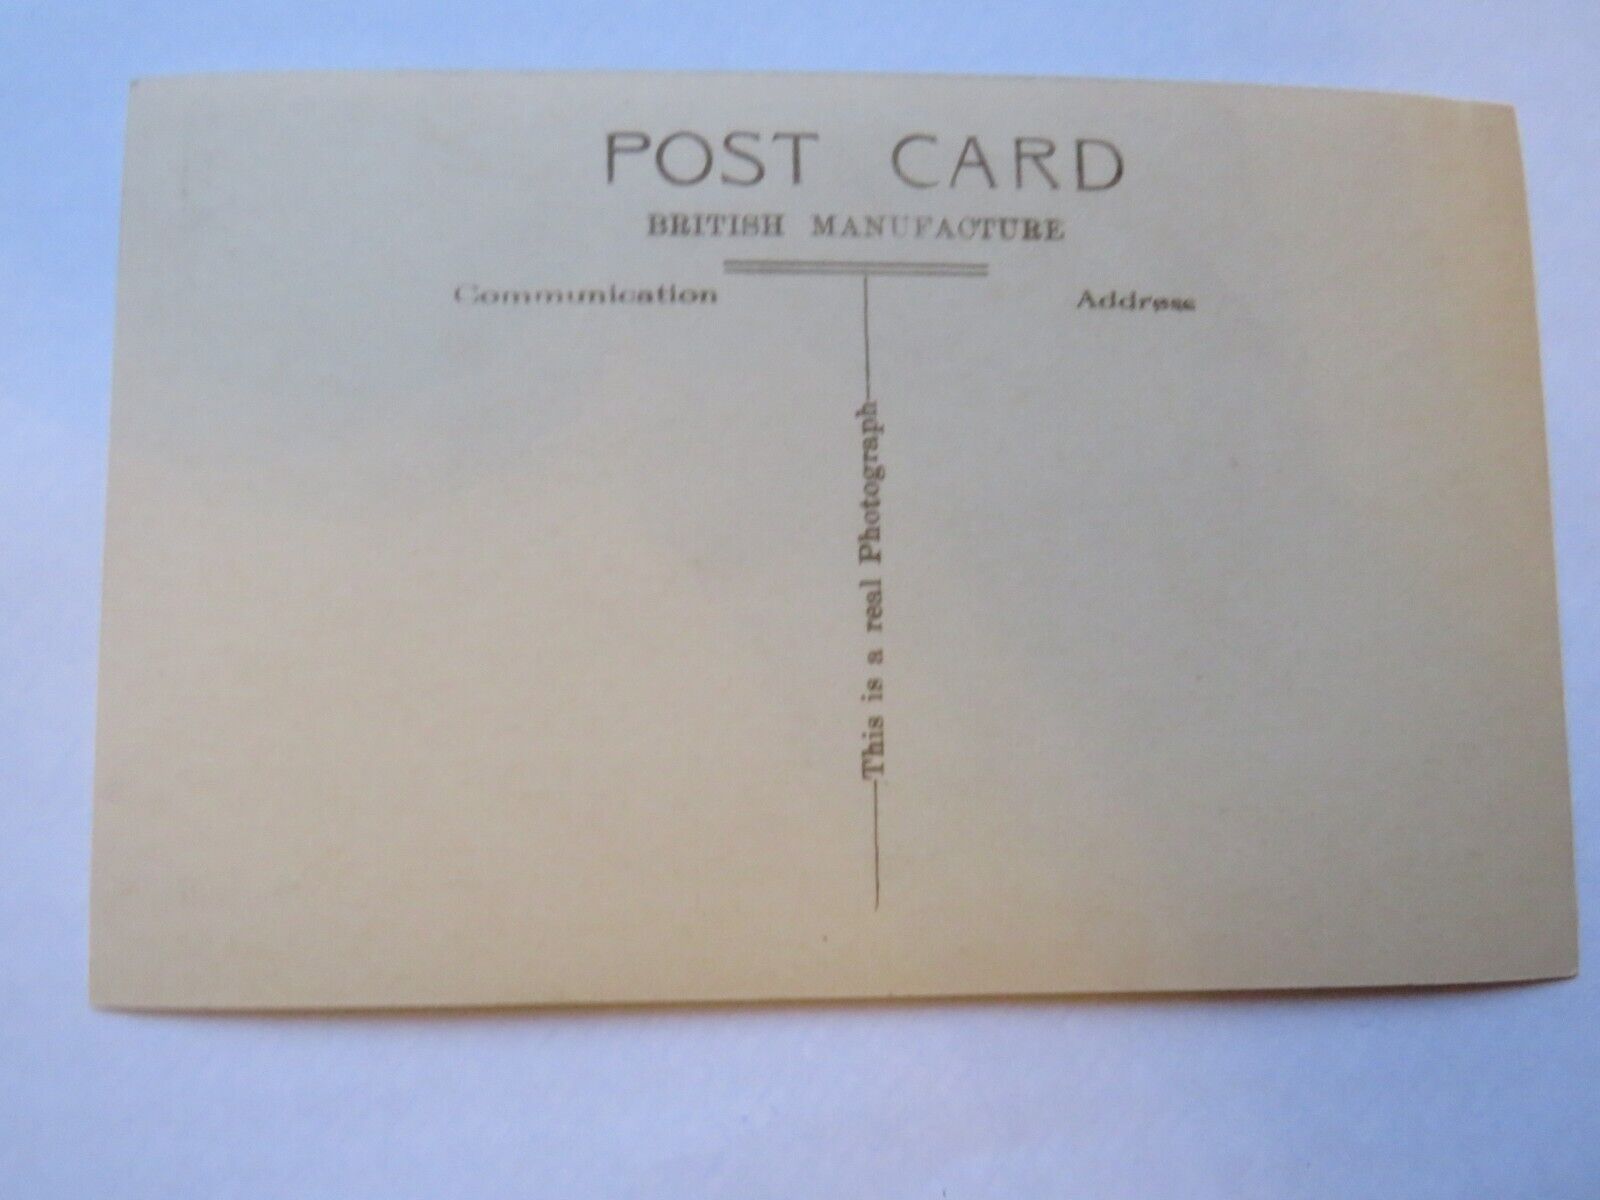 POST CARD
BRITISH MANUFACTURE
Communication
Address
This is a real Photograph